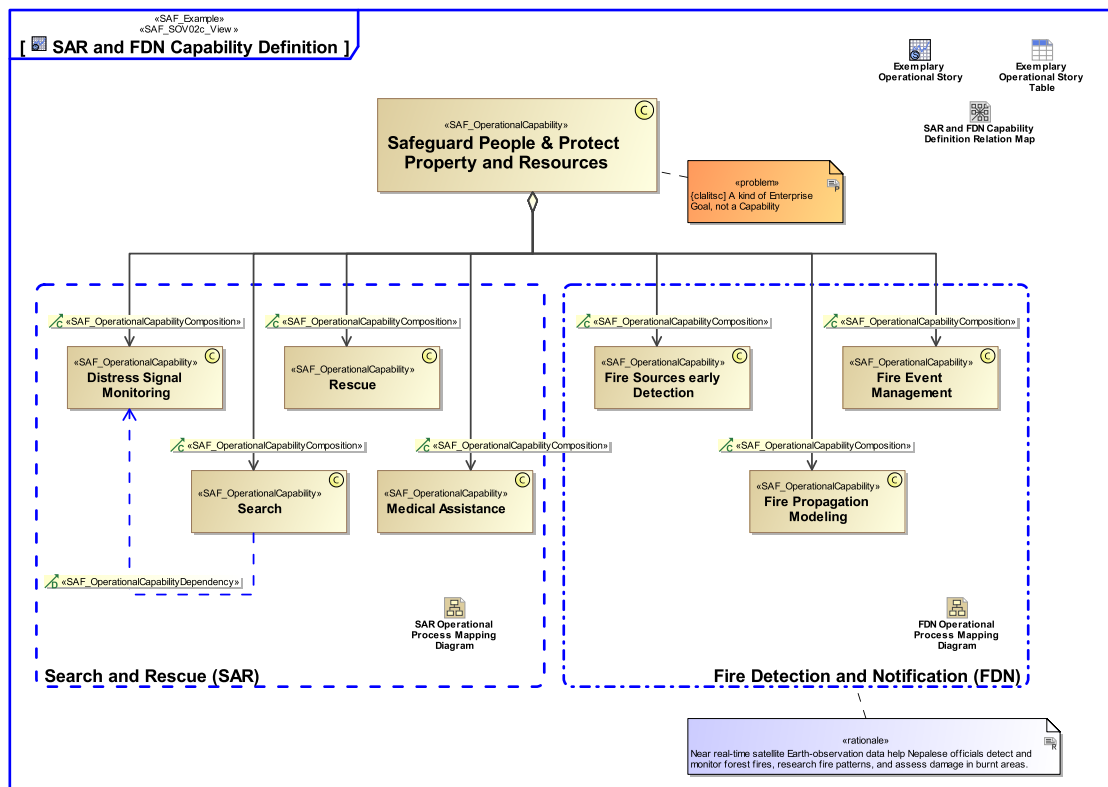 «SAF_Example»
«SAF_SOV02c_View »
[ SAR and FDN Capability Definition ]
Exemplary
Operational Story
Exemplary
Operational Story
Table
SAR and FDN Capability
Definition Relation Map
C
«SAF_OperationalCapability»
Safeguard People & Protect
Property and Resources
«problem»
P
{clalitsc] A kind of Enterprise
Goal, not a Capability
C «SAF_OperationalCapabilityComposition»
C «SAF_OperationalCapabilityComposition»
C «SAF_OperationalCapabilityComposition»
C «SAF_OperationalCapabilityComposition»
C
«SAF_OperationalCapability»
Distress Signal
Monitoring
C
«SAF_OperationalCapability»
Rescue
C
«SAF_OperationalCapability»
Fire Sources early
Detection
C
«SAF_OperationalCapability»
Fire Event
Management
C «SAF_OperationalCapabilityComposition»
C «SAF_OperationalCapabilityComposition»
C «SAF_OperationalCapabilityComposition»
C
«SAF_OperationalCapability»
Search
C
«SAF_OperationalCapability»
Medical Assistance
C
«SAF_OperationalCapability»
Fire Propagation
Modeling
D «SAF_OperationalCapabilityDependency»
SAR Operational
Process Mapping
Diagram
FDN Operational
Process Mapping
Diagram
Search and Rescue (SAR)
Fire Detection and Notification (FDN)
«rationale»
R
Near real-time satellite Earth-observation data help Nepalese officials detect and
monitor forest fires, research fire patterns, and assess damage in burnt areas.